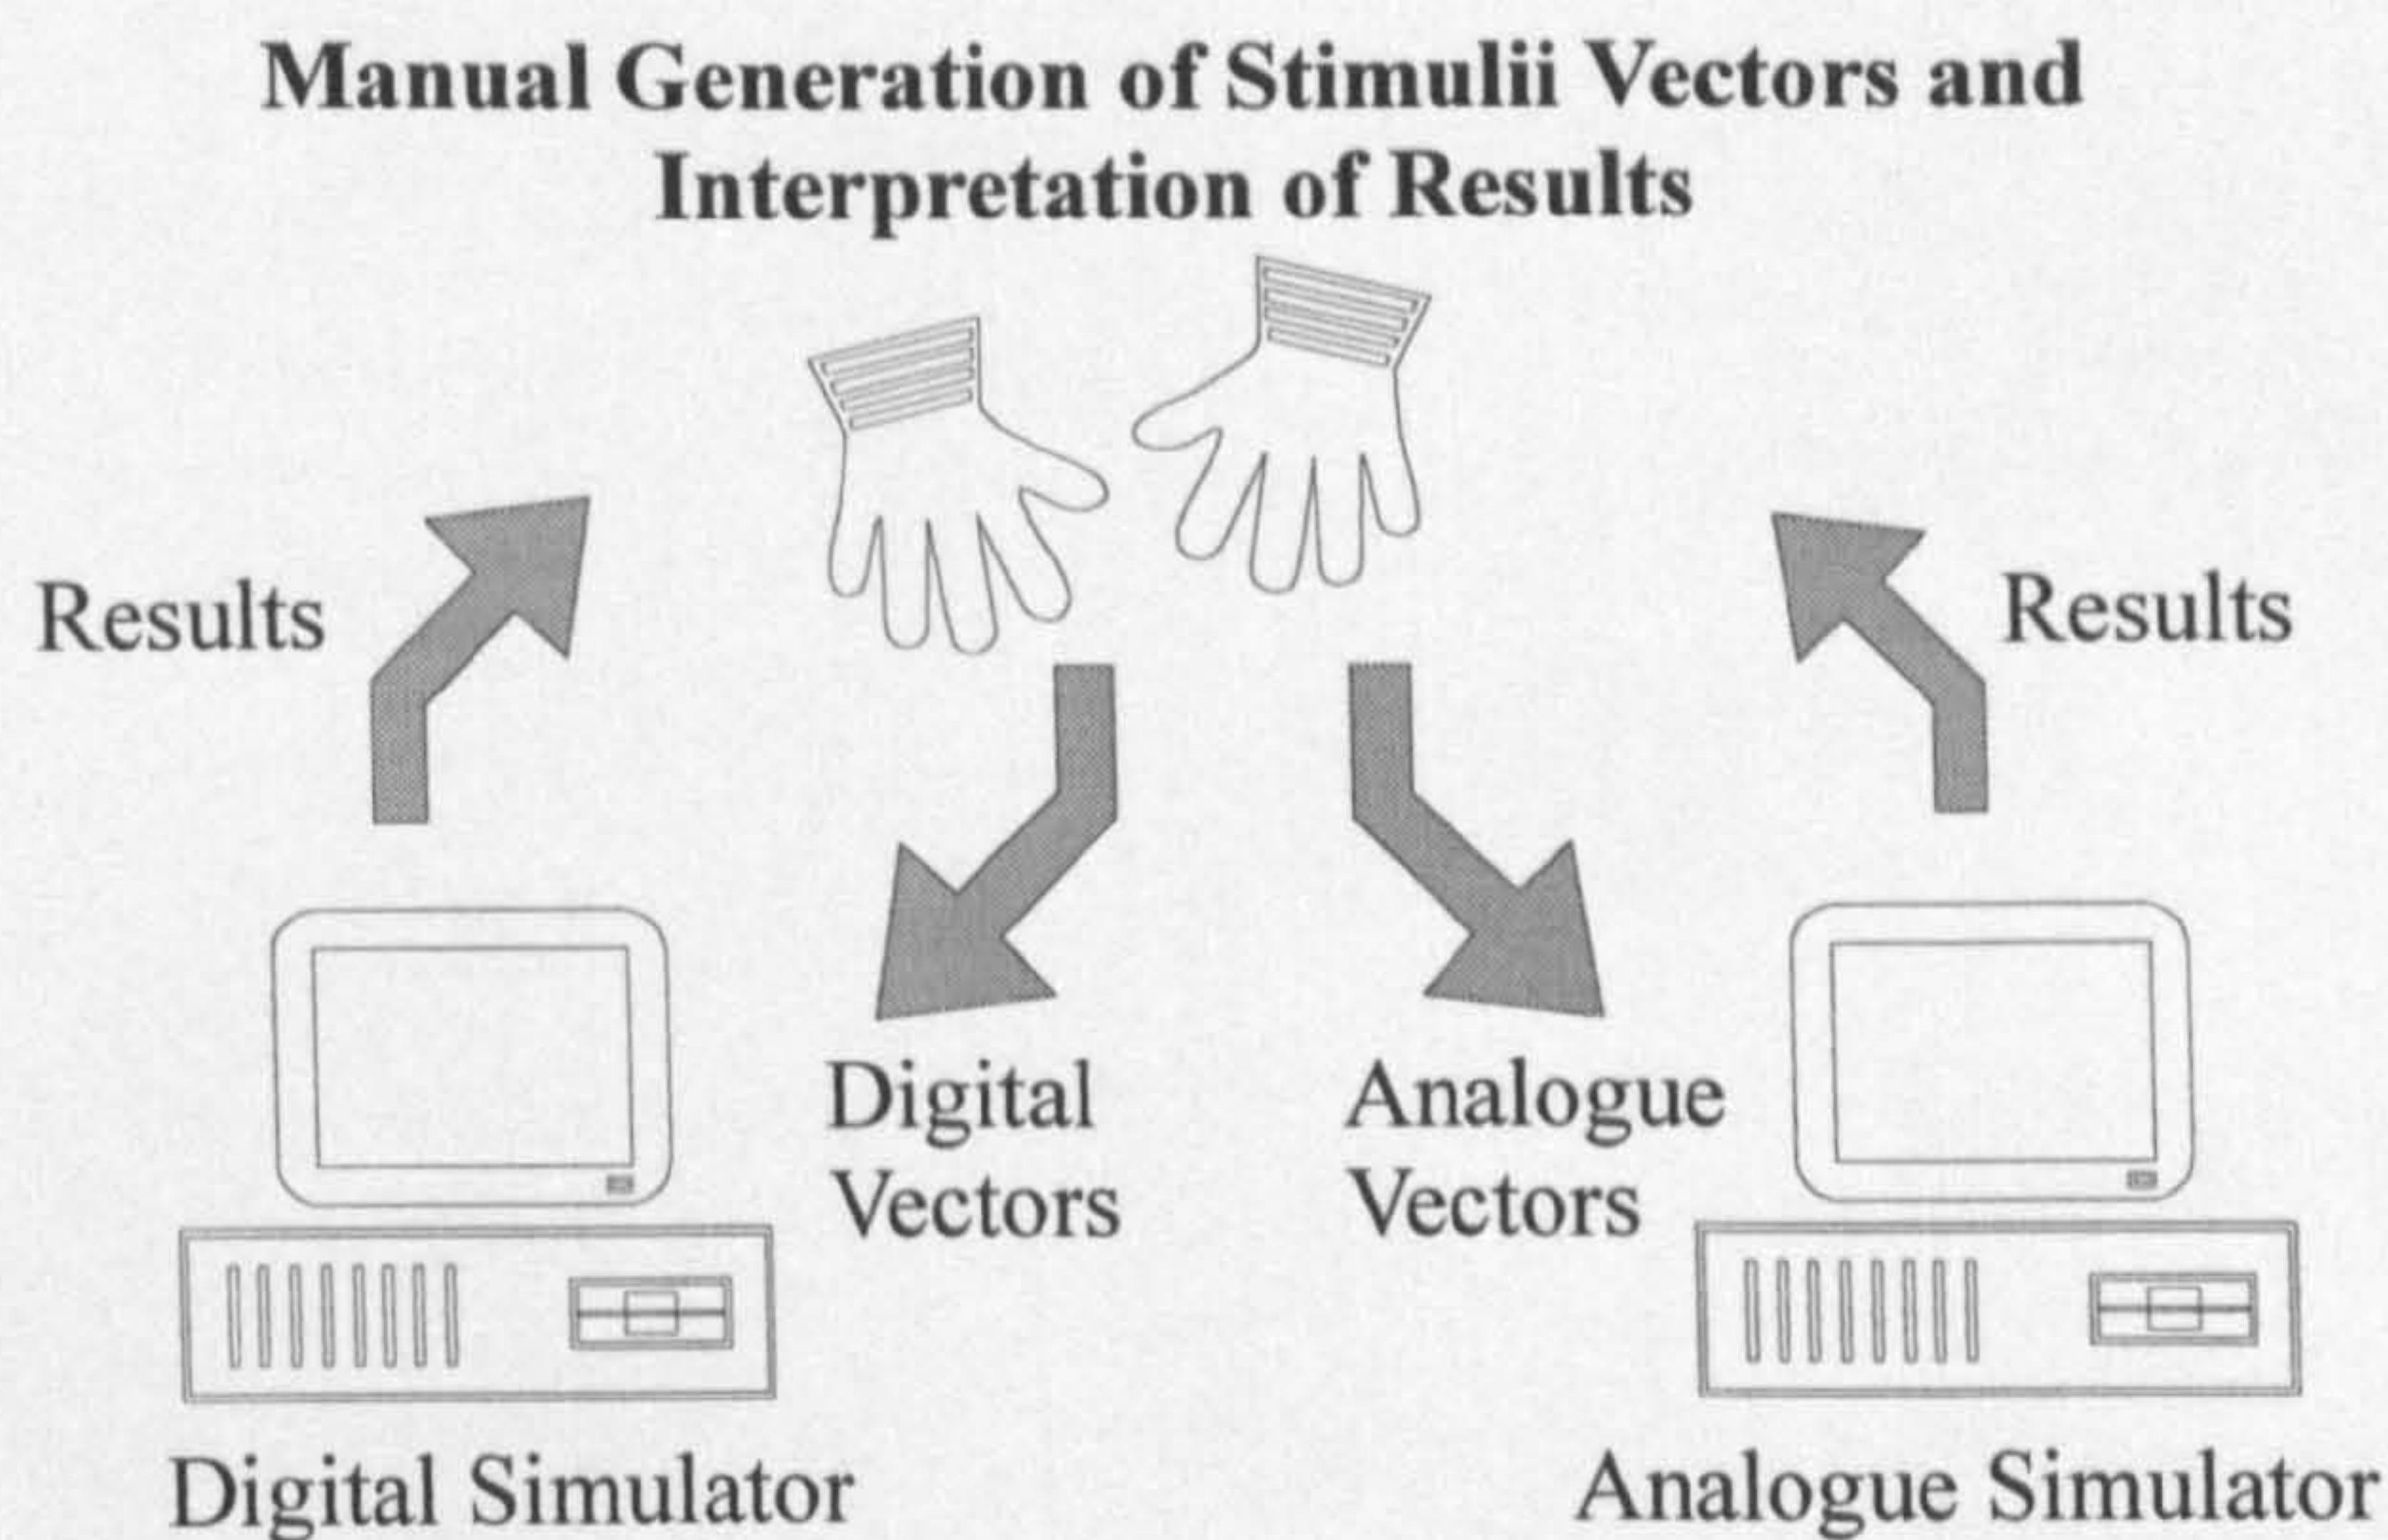 Manual Generation of Stimulii Vectors and
Interpretation of Results
Results
Results
Digital
Vectors
Analogue
Vectors
Digital Simulator
Analogue Simulator